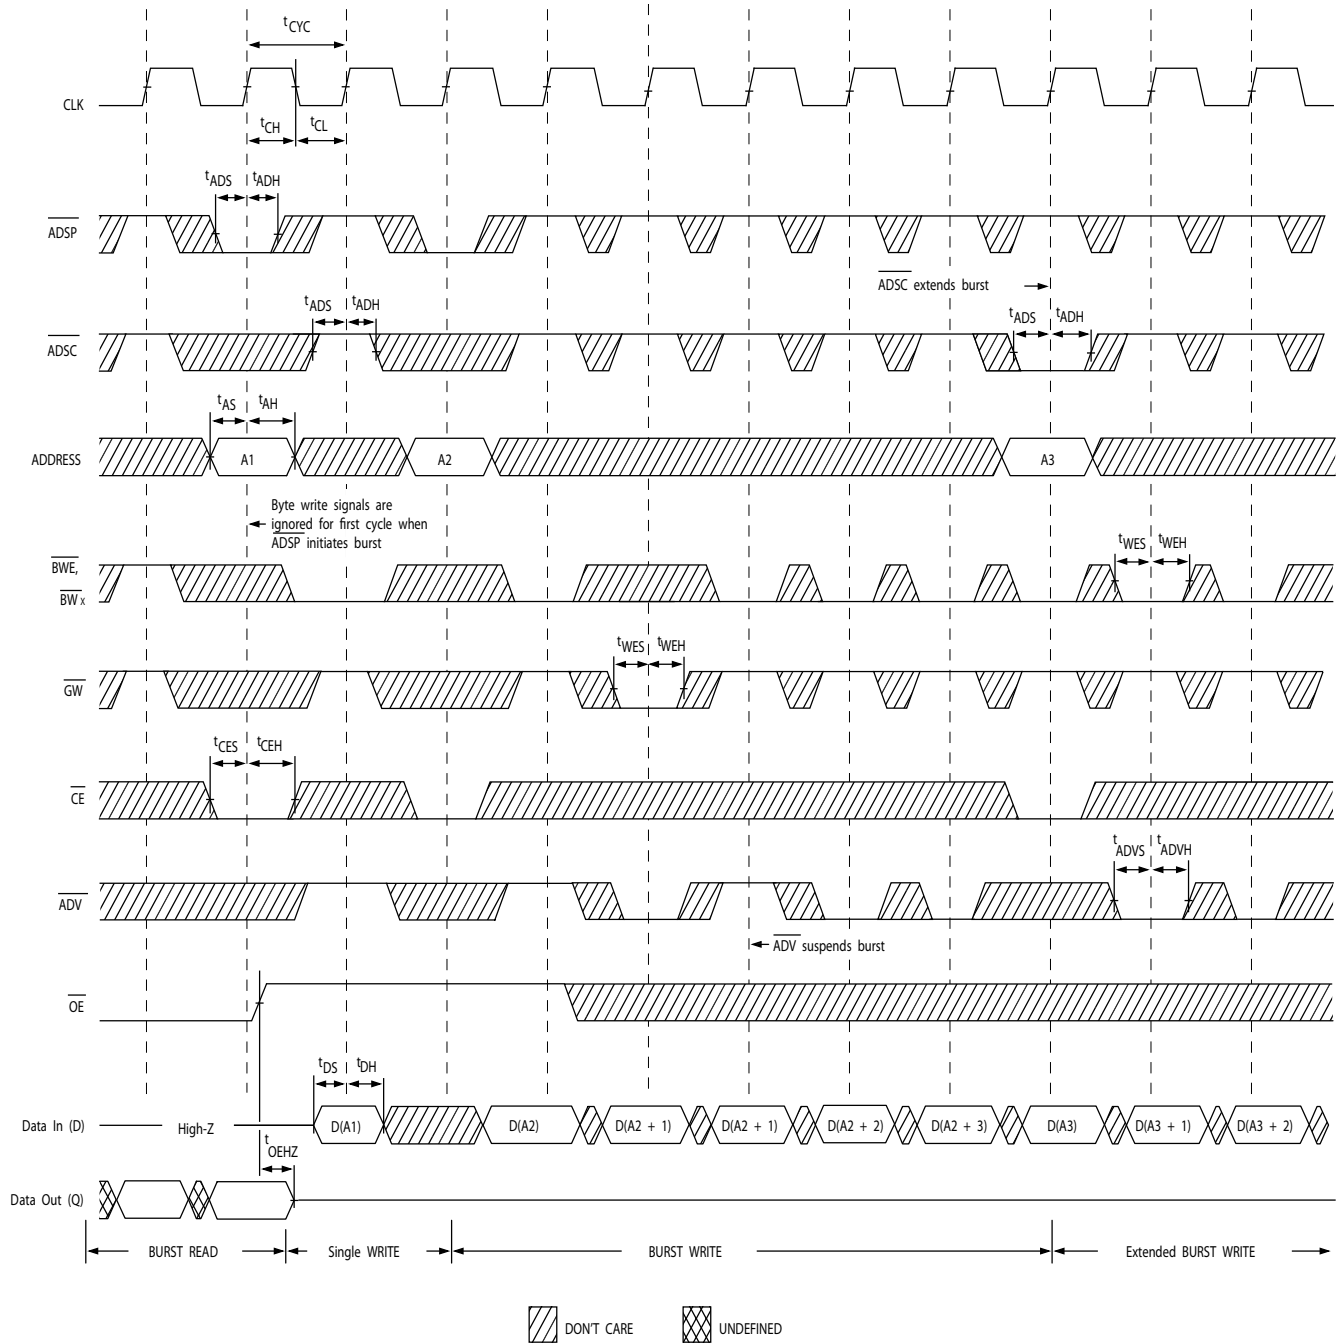 tCYC
CLK
tCH
tCL
tADS
tADH
ADSP
ADSC extends burst
tADS
tADH
tADS
tADH
ADSC
tAS
tAH
ADDRESS
A1
A2
A3
Byte write signals are
ignored for first cycle when
ADSP initiates burst
BWE,
BWx
tWES
tWEH
tWES
tWEH
GW
tCES
tCEH
CE
tADVS
tADVH
ADV
ADV suspends burst
OE
tDS
tDH
Data In (D)
High-Z
D(A1)
D(A2)
D(A2 + 1)
D(A2 + 1)
D(A2 + 2)
D(A2 + 3)
D(A3)
D(A3 + 1)
D(A3 + 2)
tOEHZ
Data Out (Q)
BURST READ
Single WRITE
BURST WRITE
Extended BURST WRITE
DON'T CARE
UNDEFINED